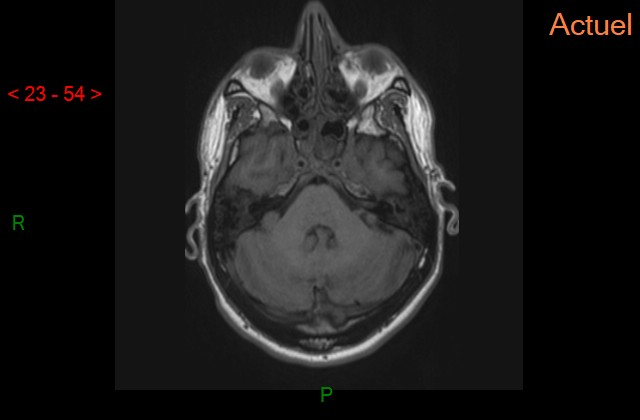 Actuel
< 23 - 54 >
R
P